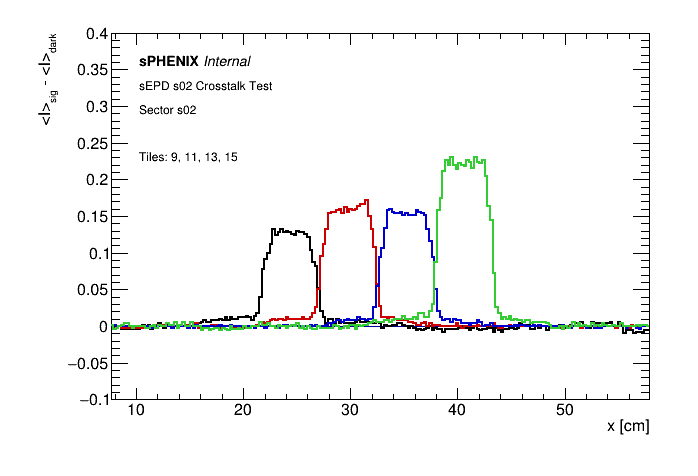 <I>sig - <I>dark
0.4
0.35
0.3
0.25
0.2
0.15
0.1
0.05
0
−0.05
−0.1
sPHENIX Internal
sEPD s02 Crosstalk Test
Sector s02
Tiles: 9, 11, 13, 15
10 20 30 40 50
x [cm]